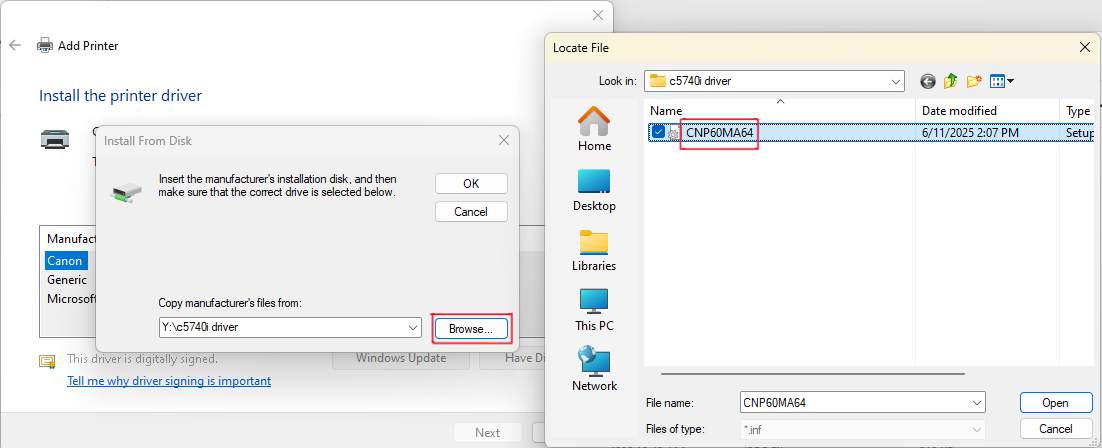 Add Printer
Install the printer driver
Install From Disk
Insert the manufacturer's installation disk, and then
make sure that the correct drive is selected below.
OK
Cancel
Manufac
Canon
Generic
Microsoft
Copy manufacturer's files from:
Y:\c5740i driver
Browse...
This driver is digitally signed.
Windows Update
Have Di
Tell me why driver signing is important
Next
Locate File
Look in:
c5740i driver
Name
Date modified
Type
CNP60MA64
6/11/2025 2:07 PM
Setup
Home
Desktop
Libraries
This PC
Network
File name:
CNP60MA64
Open
Files of type:
*.inf
Cancel